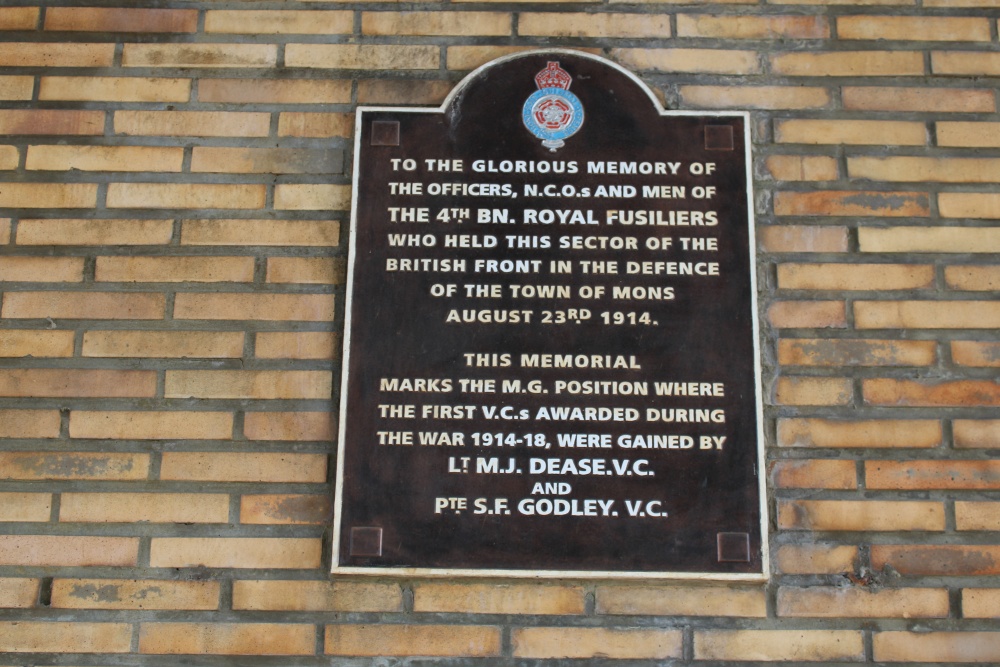 TO THE GLORIOUS MEMORY OF
THE OFFICERS, N.C.O.s AND MEN OF
THE 4TH BN. ROYAL FUSILIERS
WHO HELD THIS SECTOR OF THE
BRITISH FRONT IN THE DEFENCE
OF THE TOWN OF MONS
AUGUST 23RD 1914.
THIS MEMORIAL
MARKS THE M.G. POSITION WHERE
THE FIRST V.C.s AWARDED DURING
THE WAR 1914-18, WERE GAINED BY
LT M.J. DEASE.V.C.
AND
PTE S.F. GODLEY. V.C.